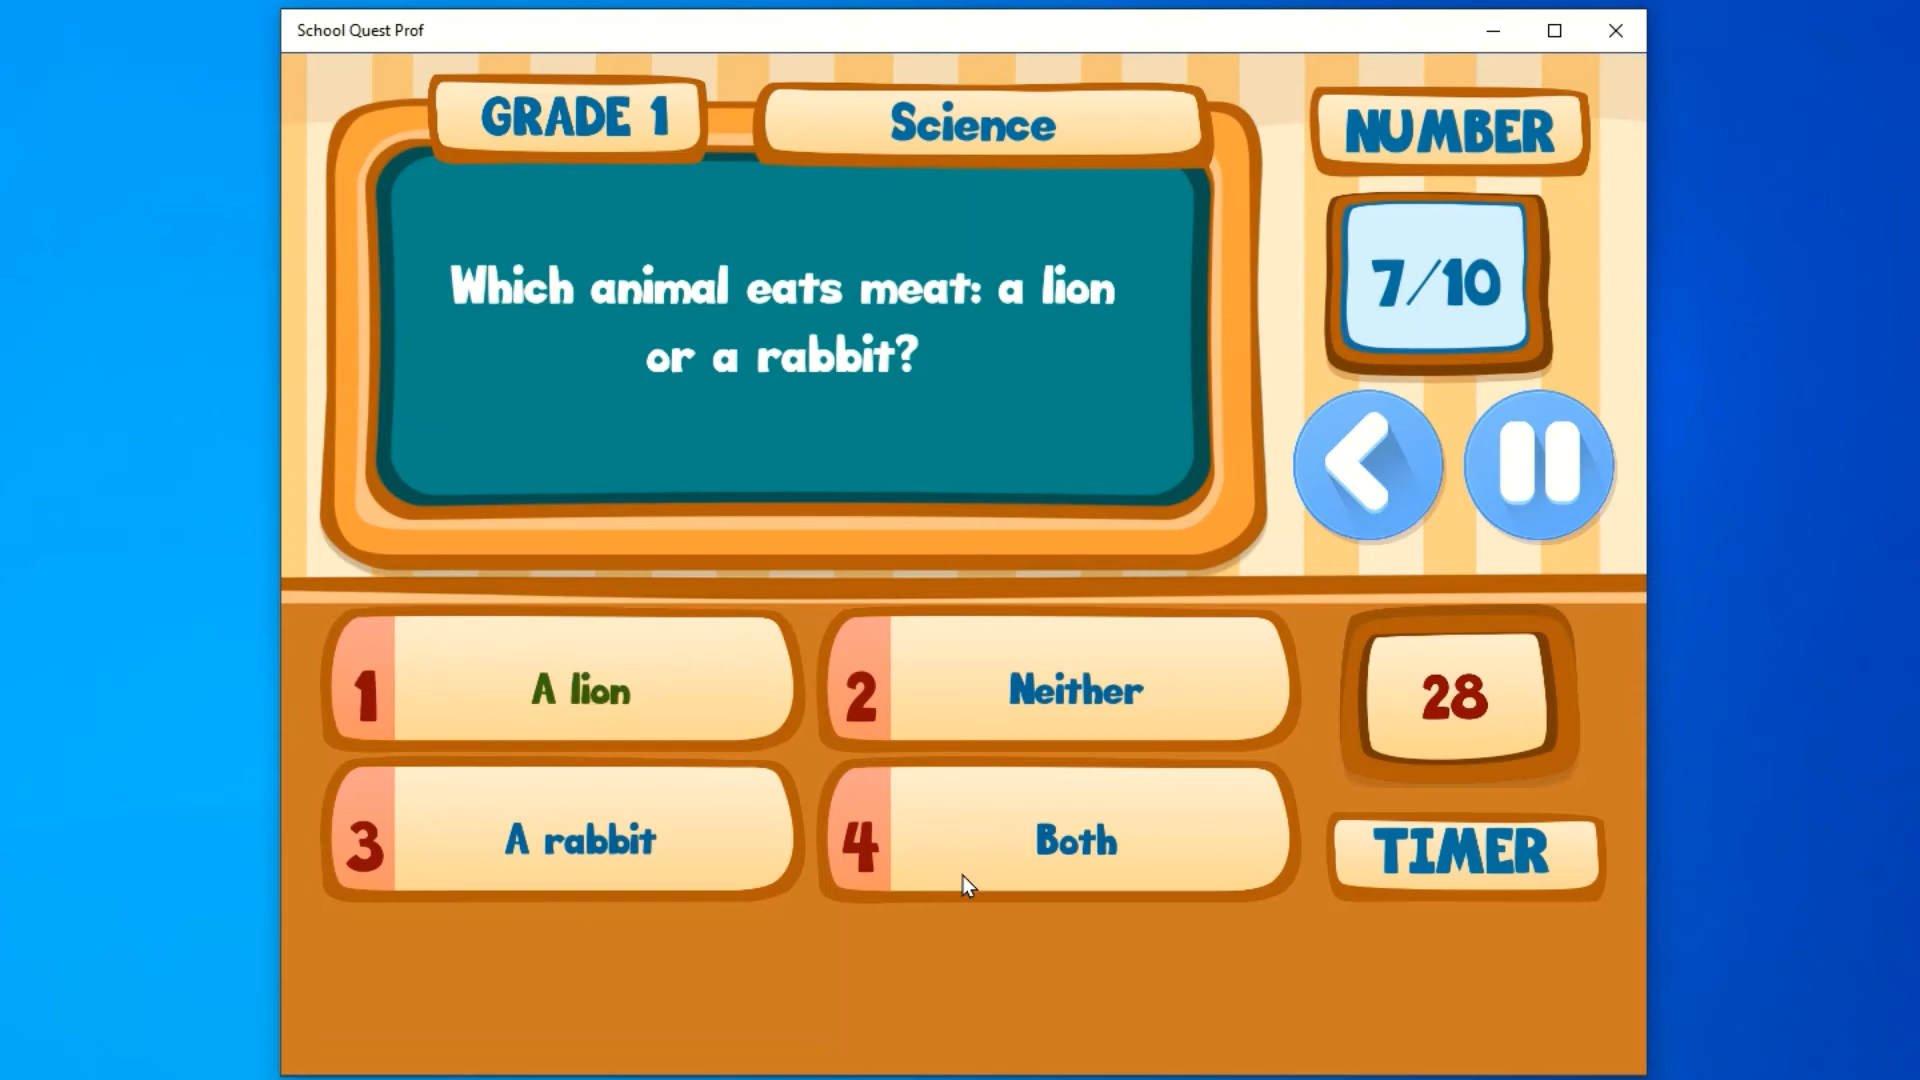 School Quest Prof
GRADE 1
Science
NUMBER
Which animal eats meat: a lion
or a rabbit?
7/10
1
A lion
2
Neither
28
3
A rabbit
4
Both
TIMER